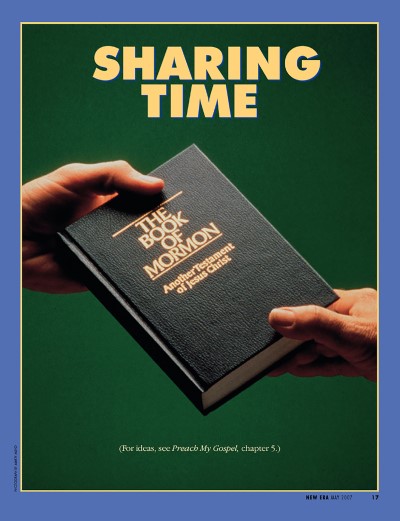 SHARING
TIME
THE
BOOK
OF
MORMON
Another Testament
of Jesus Christ
(For ideas, see Preach My Gospel, chapter 5.)
NEW ERA MAY 2007 17